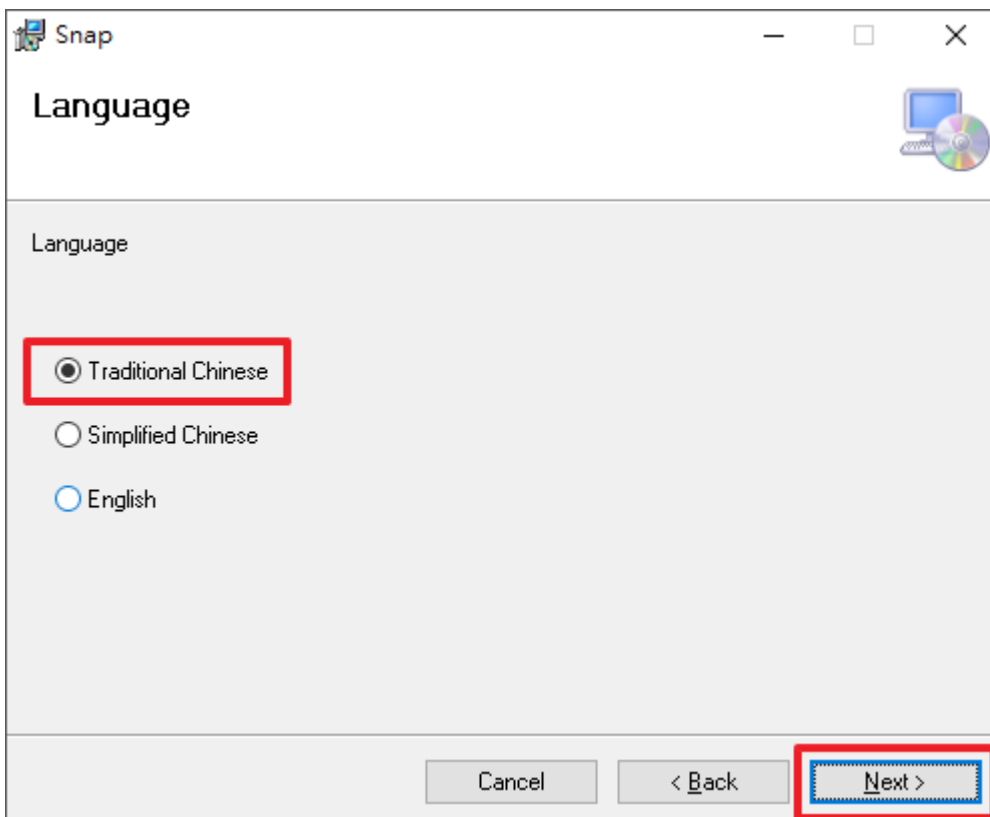 Snap
Language
Language
Traditional Chinese
Simplified Chinese
English
Cancel
< Back
Next >